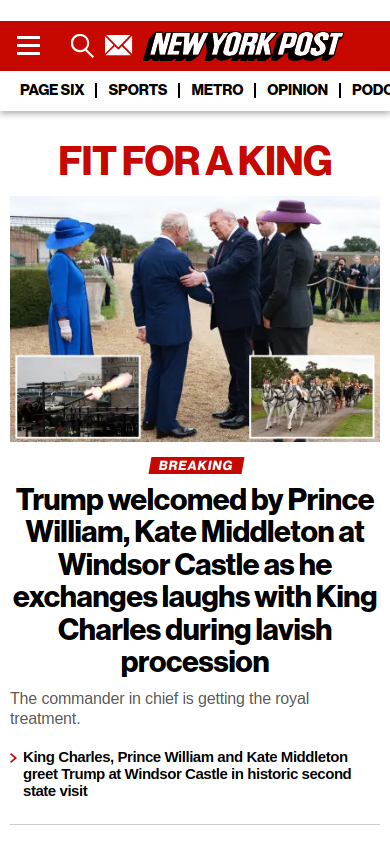 NEW YORK POST
PAGE SIX | SPORTS | METRO | OPINION | PODC
FIT FOR A KING
BREAKING
Trump welcomed by Prince
William, Kate Middleton at
Windsor Castle as he
exchanges laughs with King
Charles during lavish
procession
The commander in chief is getting the royal
treatment.
King Charles, Prince William and Kate Middleton
greet Trump at Windsor Castle in historic second
state visit